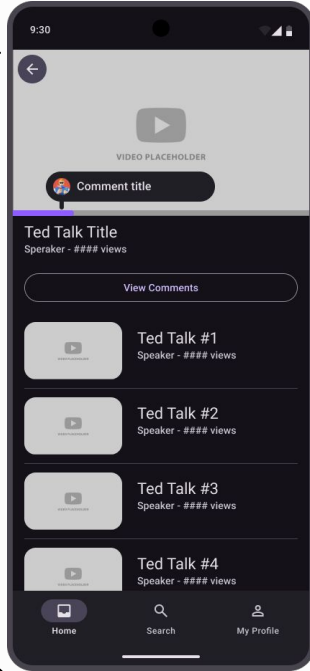 9:30
VIDEO PLACEHOLDER
Comment title
Ted Talk Title
Speraker - #### views
View Comments
Ted Talk #1
Speaker - #### views
Ted Talk #2
Speaker - #### views
Ted Talk #3
Speaker - #### views
Ted Talk #4
Speaker - #### views
Home
Search
My Profile